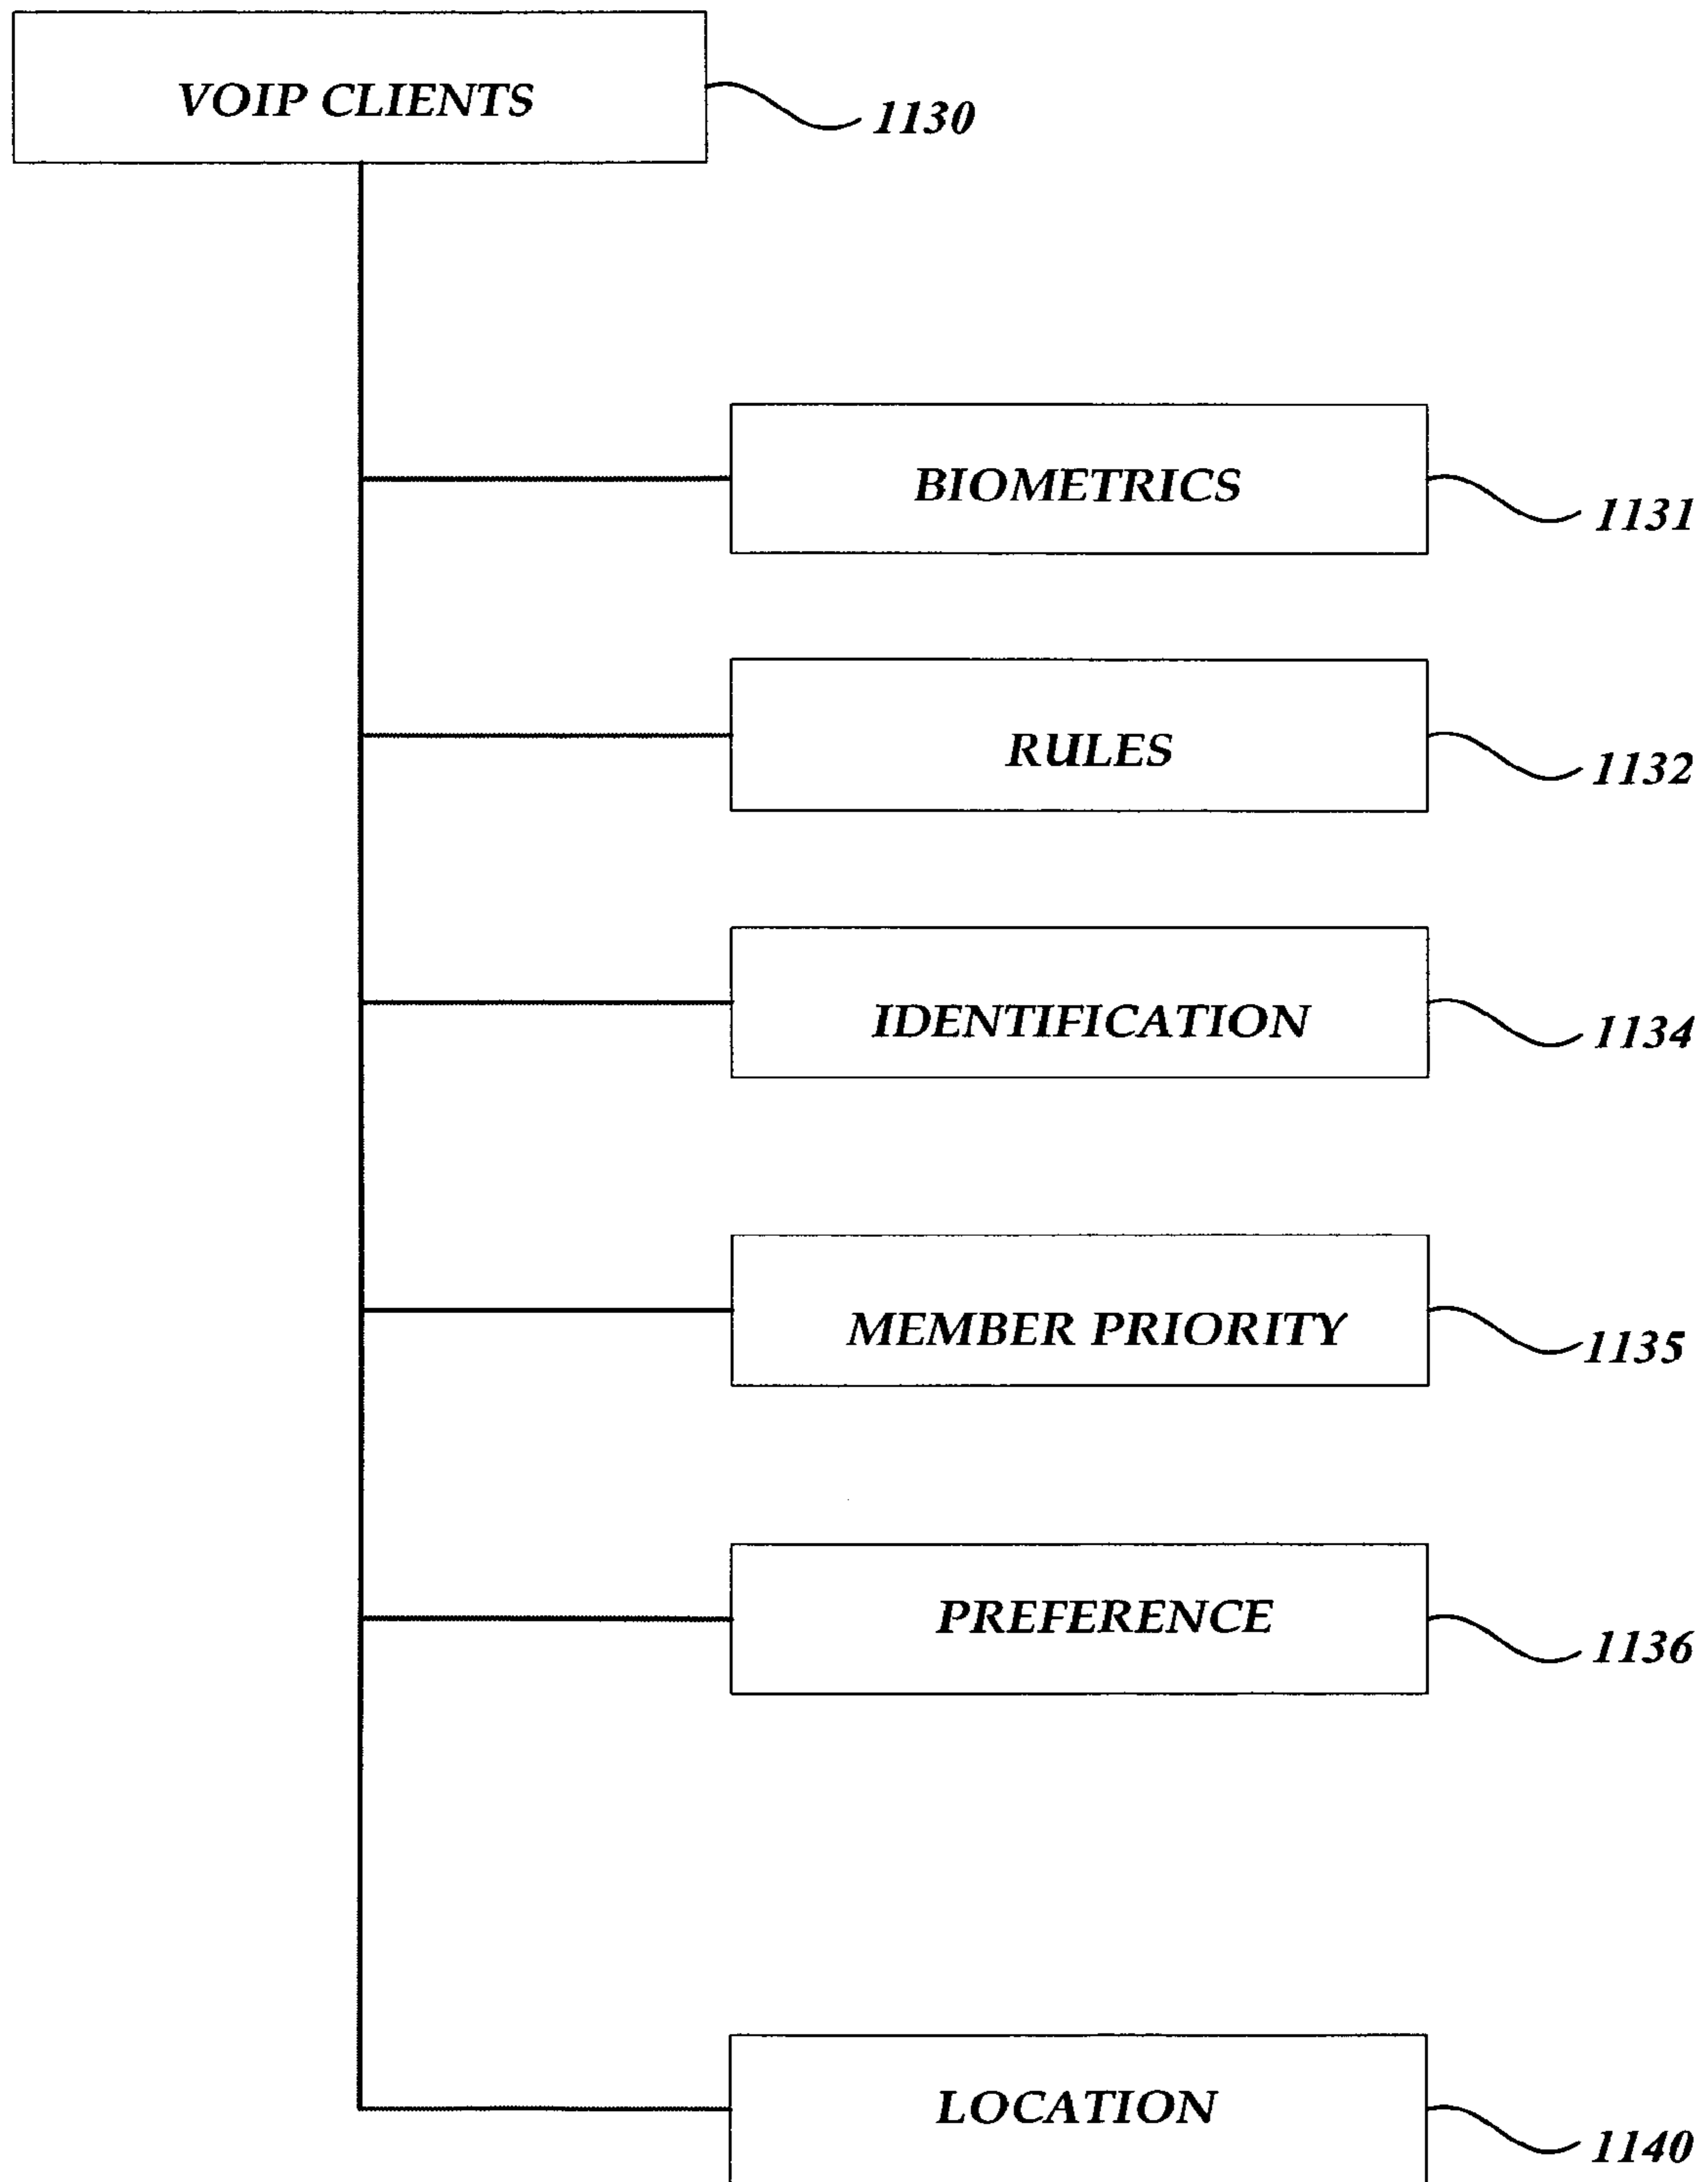 VOIP CLIENTS
1130
BIOMETRICS
1131
RULES
1132
IDENTIFICATION
1134
MEMBER PRIORITY
1135
PREFERENCE
1136
LOCATION
1140